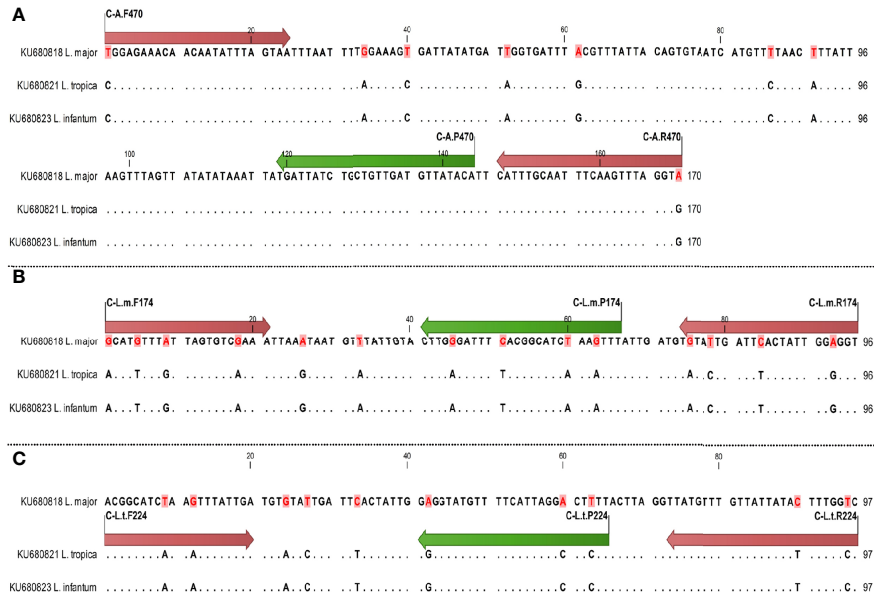 A
C-A.F470
20 40 60 80
KU680818 L. major TGGAGAAACA ACAATATTTA GTAATTTAAT TTTGGAAAGT GATTATATGA TTGGTGATTT ACGTTTATTA CAGTGTAATC ATGTTTTAAC TTTATT 96
KU680821 L. tropica C......... .......... .......... ...A.....C .......... .A........ G......... .......... .....C.... A..... 96
KU680823 L. infantum C......... .......... .......... ...A.....C .......... .A........ G......... .......... .....C.... A..... 96
C-A.P470 C-A.R470
100 120 140 160
KU680818 L. major AAGTTTAGTT ATATATAAAT TATGATTATC TGCTGTTGAT GTTATACATT CATTTGCAAT TTCAAGTTTA GGTA 170
KU680821 L. tropica .......... .......... .......... .......... .......... .......... .......... ...G 170
KU680823 L. infantum .......... .......... .......... .......... .......... .......... .......... ...G 170
B
C-L.m.F174 C-L.m.P174 C-L.m.R174
20 40 60 80
KU680818 L. major GCATGTTTAT TAGTGTCGAA ATTAAATAAT GTTTATTGTA CTTGGGATTT CACGGCATCT AAGTTTATTG ATGTGTATTG ATTCACTATT GGAGGT 96
KU680821 L. tropica A...T...G. .......A.. .....G.... ..A....... ....A..... T........A ..A....... ....A..C.. ...T...... ..G... 96
KU680823 L. infantum A...T...G. .......A.. .....G.... ..A....... ....A..... T........A ..A....... ....A..C.. ...T...... ..G... 96
C
20 40 60 80
KU680818 L. major ACGGCATCTA AGTTTATTGA TGTGTATTGA TTCACTATTG GAGGTATGTT TTCATTAGGA CTTTTACTTA GGTTATGTTT GTTATTATAC TTTGGTC 97
C-L.t.F224 C-L.t.P224 C-L.t.R224
KU680821 L. tropica ........A. .A........ ...A..C... ..T....... .G........ .........C ..C....... .......... .........T .....C. 97
KU680823 L. infantum ........A. .A........ ...A..C... ..T....... .G........ .........C ..C....... .......... .........T .....C. 97